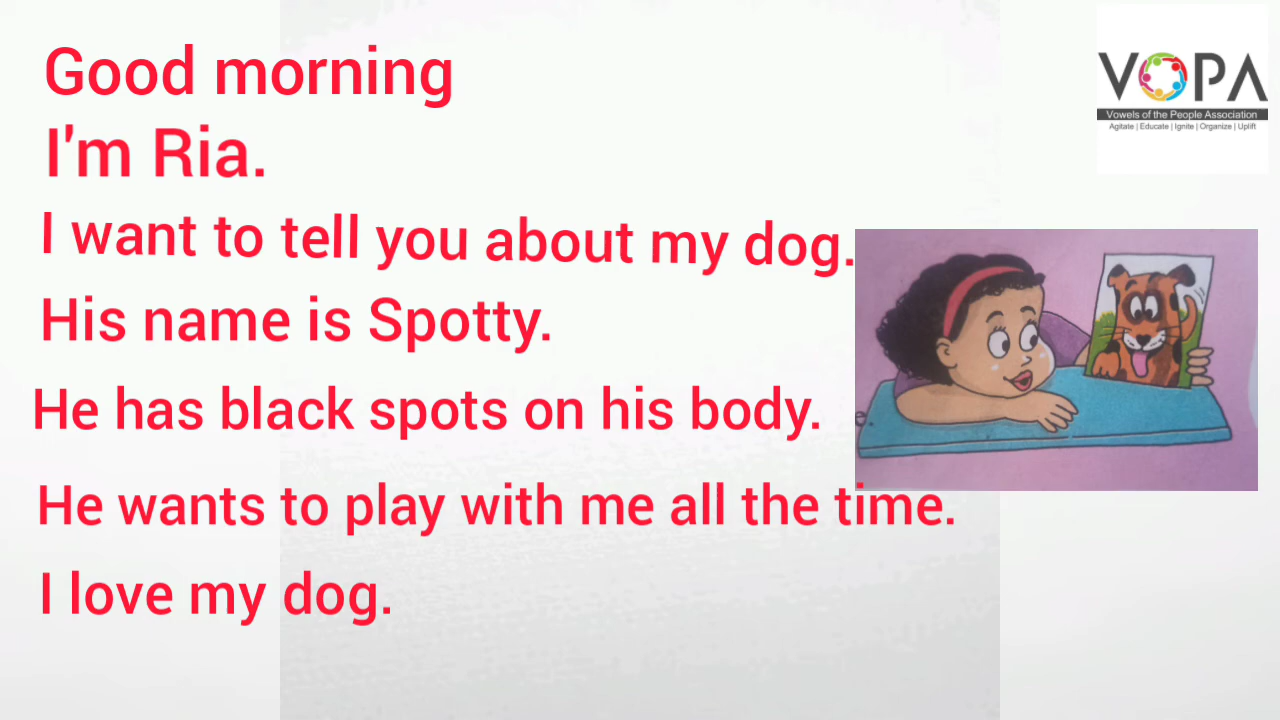 Good morning
I'm Ria.
I want to tell you about my dog.
His name is Spotty.
He has black spots on his body.
He wants to play with me all the time.
I love my dog.
VOPA
Vowels of the People Association
Agitate | Educate | Ignite | Organize | Uplift
e